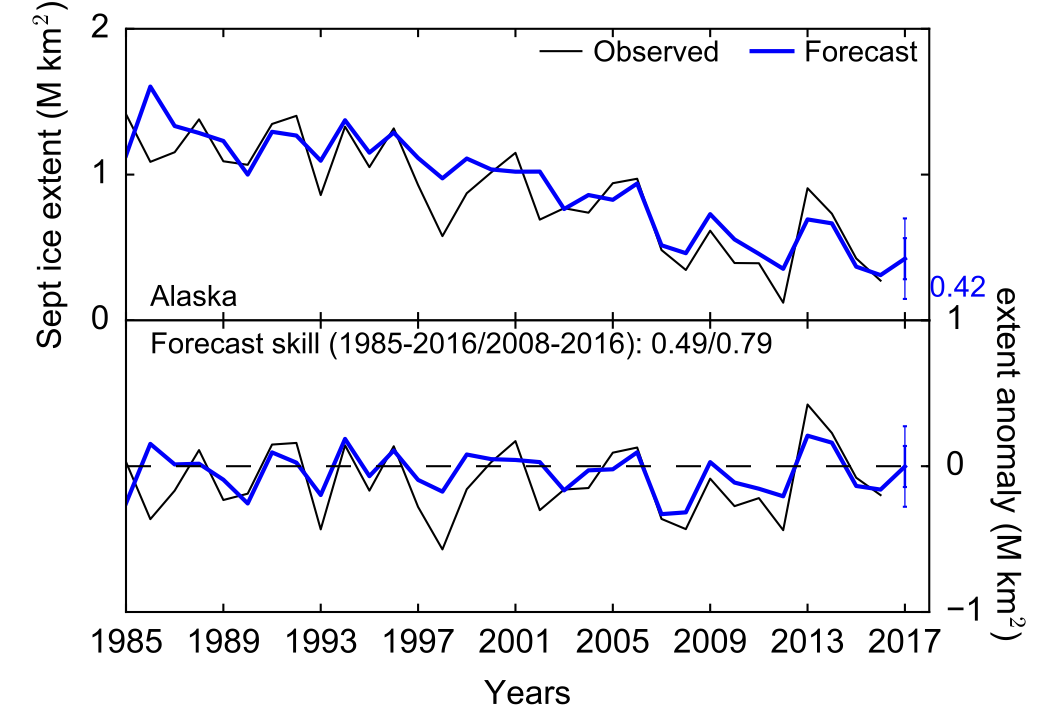 2
Observed
Forecast
Sept ice extent (M km²)
1
Alaska
0.42
0
1
Forecast skill (1985-2016/2008-2016): 0.49/0.79
extent anomaly (M km²)
0
−1
1985 1989 1993 1997 2001 2005 2009 2013 2017
Years